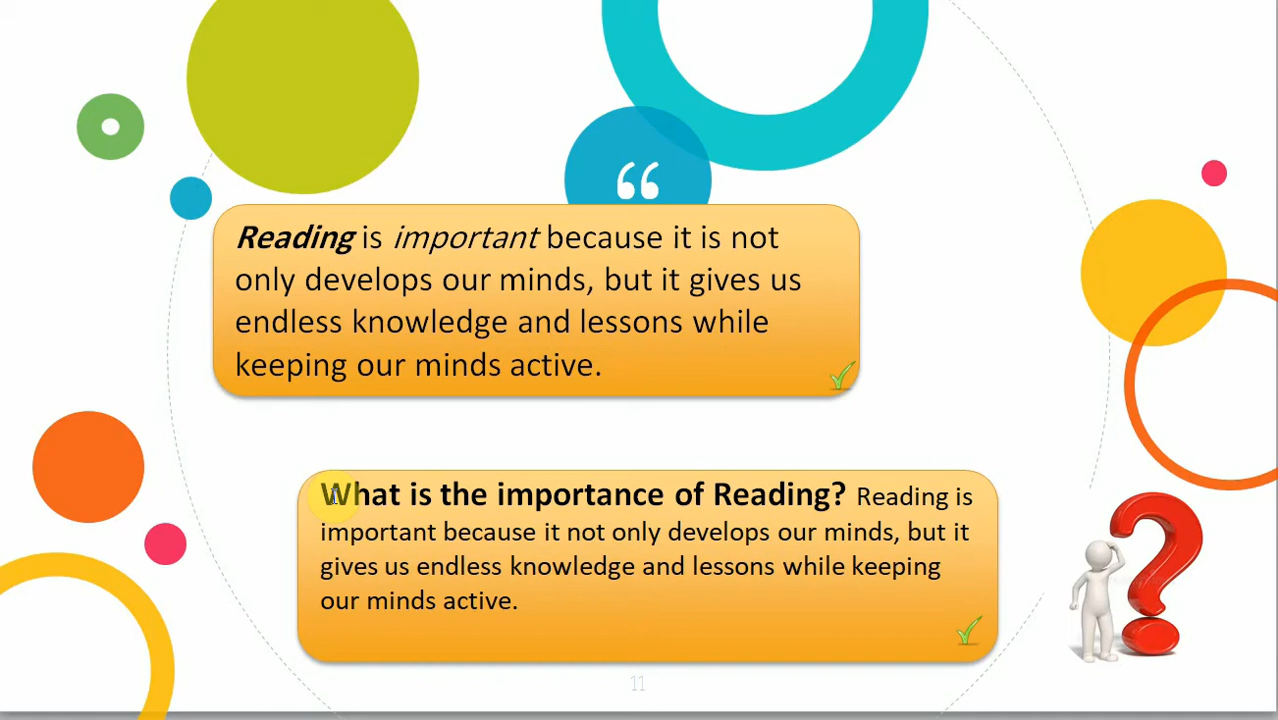 “
Reading is important because it is not
only develops our minds, but it gives us
endless knowledge and lessons while
keeping our minds active.
What is the importance of Reading? Reading is
important because it not only develops our minds, but it
gives us endless knowledge and lessons while keeping
our minds active.
11